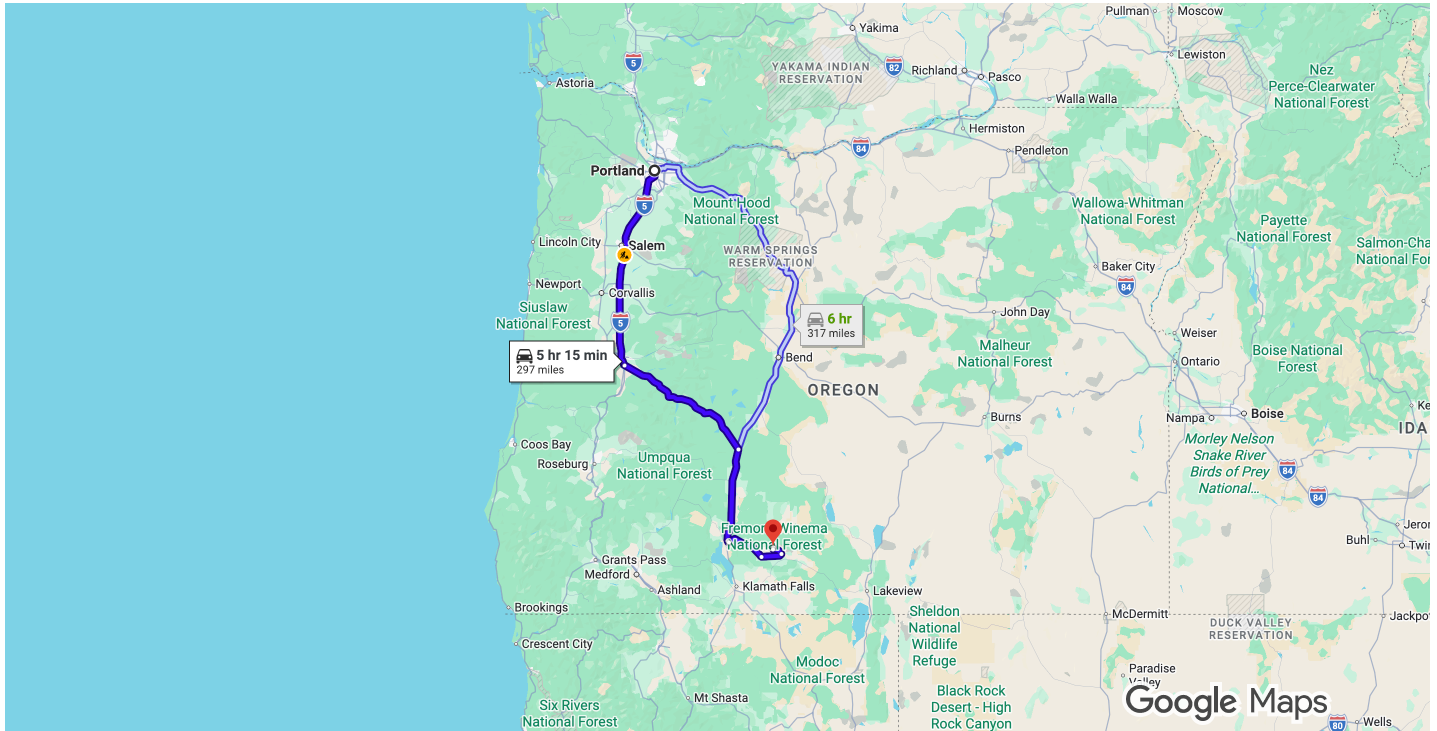 Pullman
Moscow
Yakima
5
Lewiston
YAKAMA INDIAN
RESERVATION
82
Richland
Pasco
Nez
Perce-Clearwater
National Forest
Astoria
Walla Walla
Hermiston
84
Pendleton
Portland
5
Mount Hood
National Forest
Wallowa-Whitman
National Forest
Payette
National Forest
Lincoln City
Salem
WARM SPRINGS
RESERVATION
Salmon-Cha
National For
Baker City
84
Newport
Corvallis
Siuslaw
National Forest
5
6 hr
317 miles
John Day
Malheur
National Forest
Weiser
Ontario
Boise National
Forest
5 hr 15 min
297 miles
Bend
OREGON
Burns
Nampa
Boise
Ke
IDA
Coos Bay
Roseburg
Umpqua
National Forest
Morley Nelson
Snake River
Birds of Prey
National...
84
84
Fremont-Winema
National Forest
Jeron
Buhl
Twin
Grants Pass
Medford
Ashland
Klamath Falls
Lakeview
Brookings
McDermitt
Jackpo
Sheldon
National
Wildlife
Refuge
DUCK VALLEY
RESERVATION
Crescent City
Modoc
National Forest
Paradise
Valley
Mt Shasta
Black Rock
Desert - High
Rock Canyon
Google Maps
Six Rivers
National Forest
80
Wells